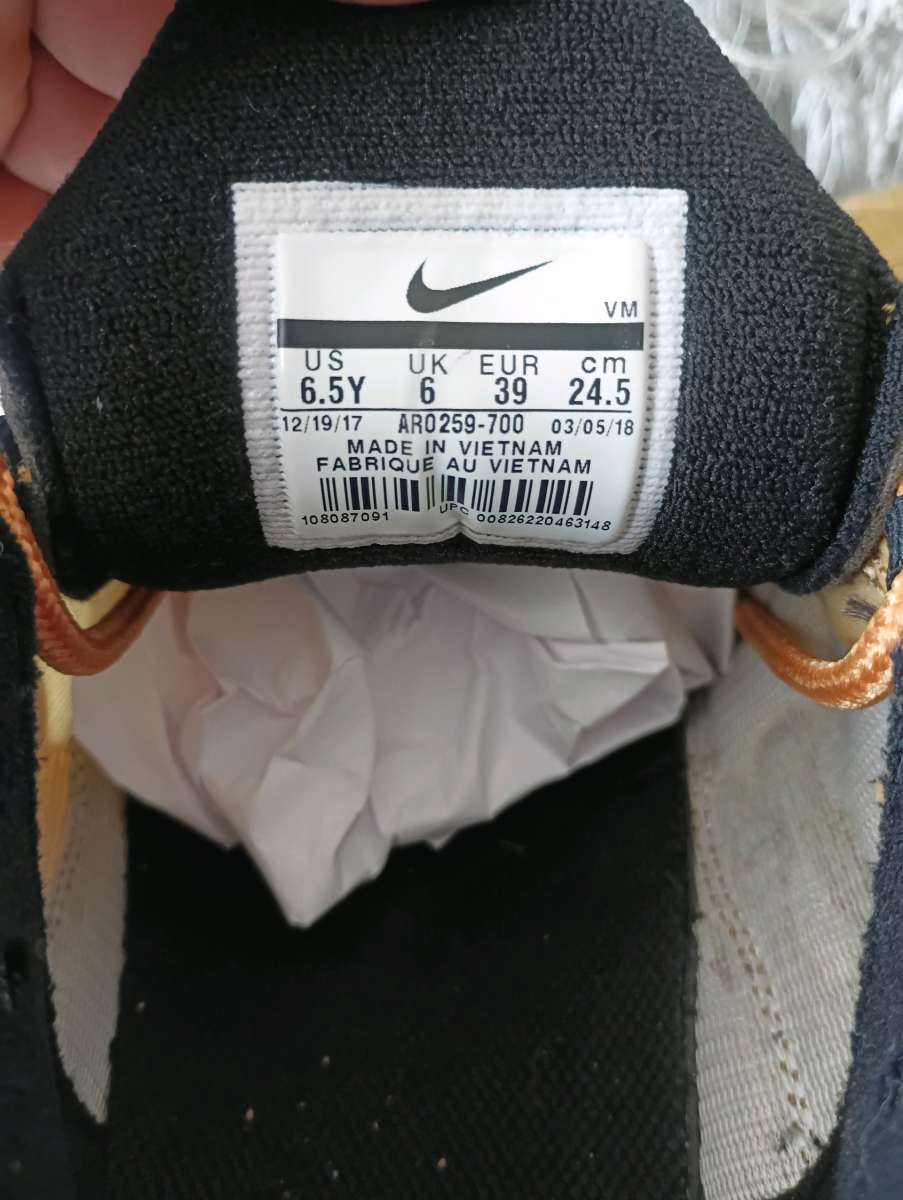 VM
US UK EUR cm
6.5Y 6 39 24.5
12/19/17 AR0259-700 03/05/18
MADE IN VIETNAM
FABRIQUE AU VIETNAM
108087091 UPC 00826220463148